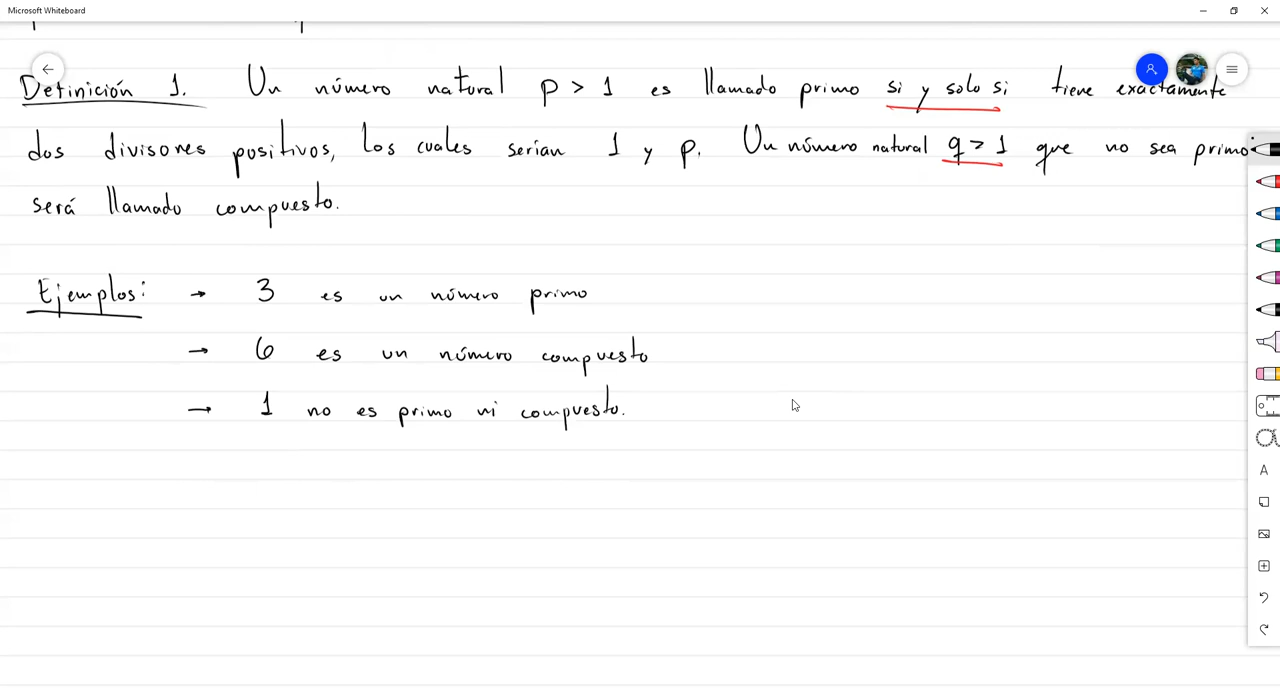 Microsoft Whiteboard
Definición 1. Un número natural p > 1 es llamado primo si y solo si tiene exactamente
dos divisores positivos, los cuales serían 1 y p. Un número natural q > 1 que no sea primo
será llamado compuesto.
Ejemplos: → 3 es un número primo
→ 6 es un número compuesto
→ 1 no es primo ni compuesto.
A